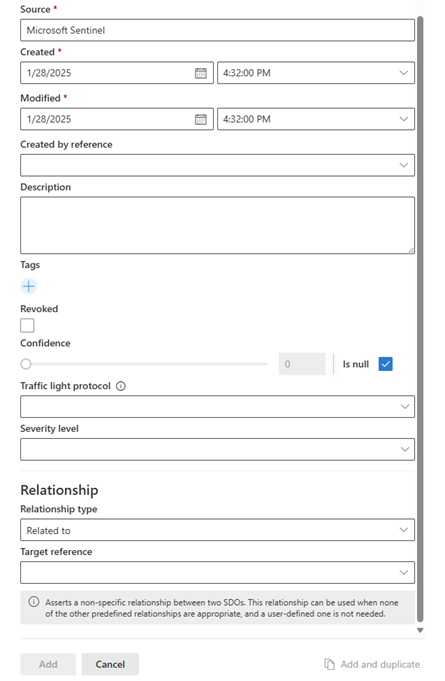 Source *
Microsoft Sentinel
Created *
1/28/2025 4:32:00 PM
Modified *
1/28/2025 4:32:00 PM
Created by reference
Description
Tags
Revoked
Confidence
0 Is null
Traffic light protocol
Severity level
Relationship
Relationship type
Related to
Target reference
Asserts a non-specific relationship between two SDOs. This relationship can be used when none
of the other predefined relationships are appropriate, and a user-defined one is not needed.
Add Cancel Add and duplicate